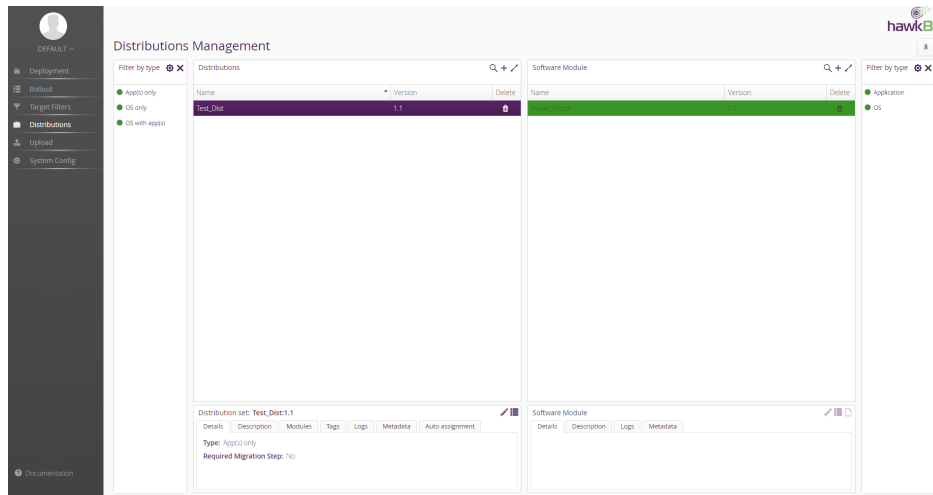 hawkB
DEFAULT
Distributions Management
Deployment
Rollout
Target Filters
Distributions
Upload
System Config
Documentation
Filter by type
App(s) only
OS only
OS with app(s)
Distributions
Name Version Delete
Test_Dist 1.1
Software Module
Name Version Delete
Power_Node 1.1
Filter by type
Application
OS
Distribution set: Test_Dist:1.1
Details Description Modules Tags Logs Metadata Auto assignment
Type: App(s) only
Required Migration Step: No
Software Module
Details Description Logs Metadata